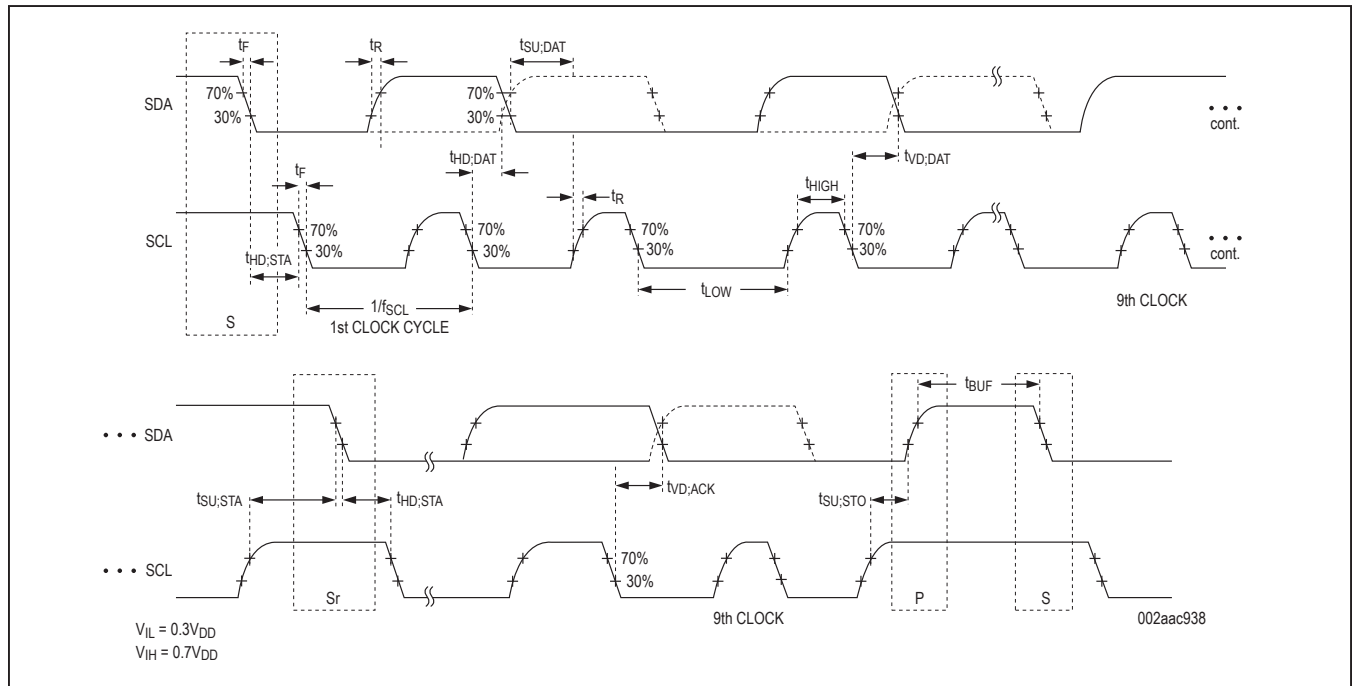 tF
tR
tSU;DAT
70%
30%
70%
30%
SDA
cont.
tHD;DAT
tVD;DAT
tF
tR
tHIGH
70%
30%
70%
30%
70%
30%
70%
30%
SCL
cont.
tHD;STA
tLOW
1/fSCL
1st CLOCK CYCLE
9th CLOCK
S
tBUF
SDA
tSU;STA
tHD;STA
tVD;ACK
tSU;STO
70%
30%
SCL
Sr
9th CLOCK
P
S
002aac938
VIL = 0.3VDD
VIH = 0.7VDD